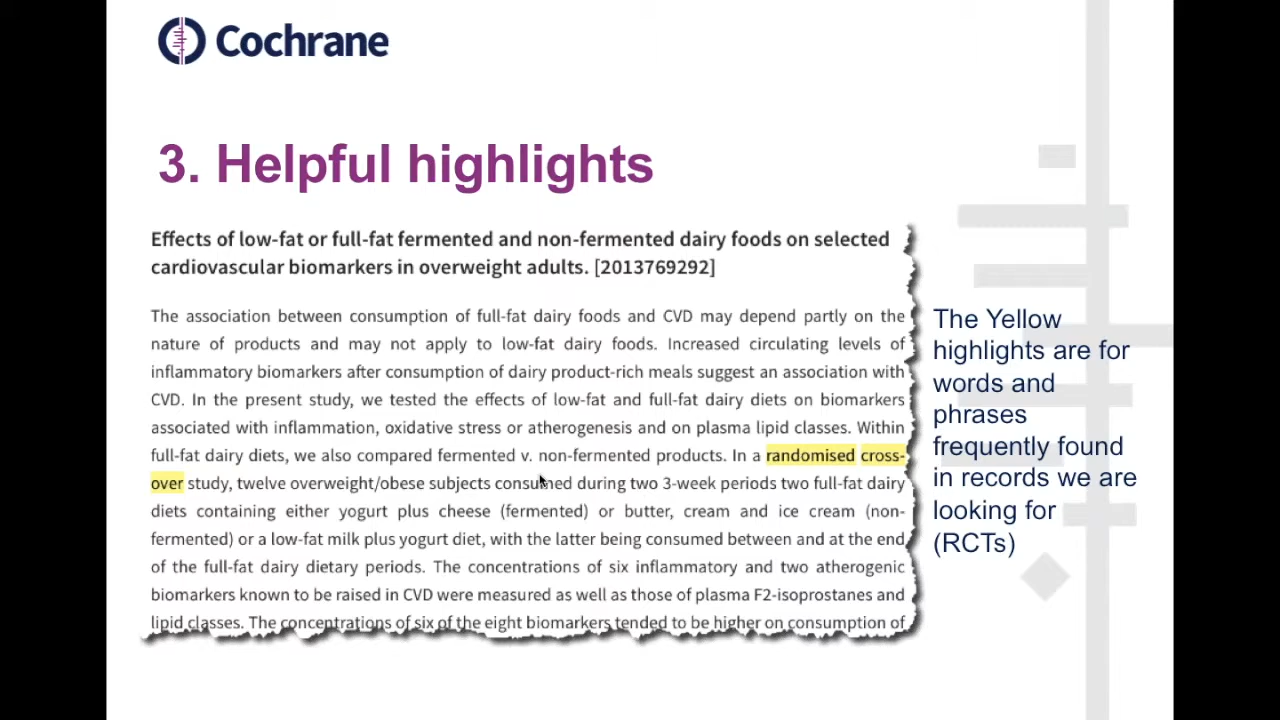 Cochrane
3. Helpful highlights
Effects of low-fat or full-fat fermented and non-fermented dairy foods on selected
cardiovascular biomarkers in overweight adults. [2013769292]
The association between consumption of full-fat dairy foods and CVD may depend partly on the
nature of products and may not apply to low-fat dairy foods. Increased circulating levels of
inflammatory biomarkers after consumption of dairy product-rich meals suggest an association with
CVD. In the present study, we tested the effects of low-fat and full-fat dairy diets on biomarkers
associated with inflammation, oxidative stress or atherogenesis and on plasma lipid classes. Within
full-fat dairy diets, we also compared fermented v. non-fermented products. In a randomised cross-
over study, twelve overweight/obese subjects consumed during two 3-week periods two full-fat dairy
diets containing either yogurt plus cheese (fermented) or butter, cream and ice cream (non-
fermented) or a low-fat milk plus yogurt diet, with the latter being consumed between and at the end
of the full-fat dairy dietary periods. The concentrations of six inflammatory and two atherogenic
biomarkers known to be raised in CVD were measured as well as those of plasma F2-isoprostanes and
lipid classes. The concentrations of six of the eight biomarkers tended to be higher on consumption of
The Yellow
highlights are for
words and
phrases
frequently found
in records we are
looking for
(RCTs)